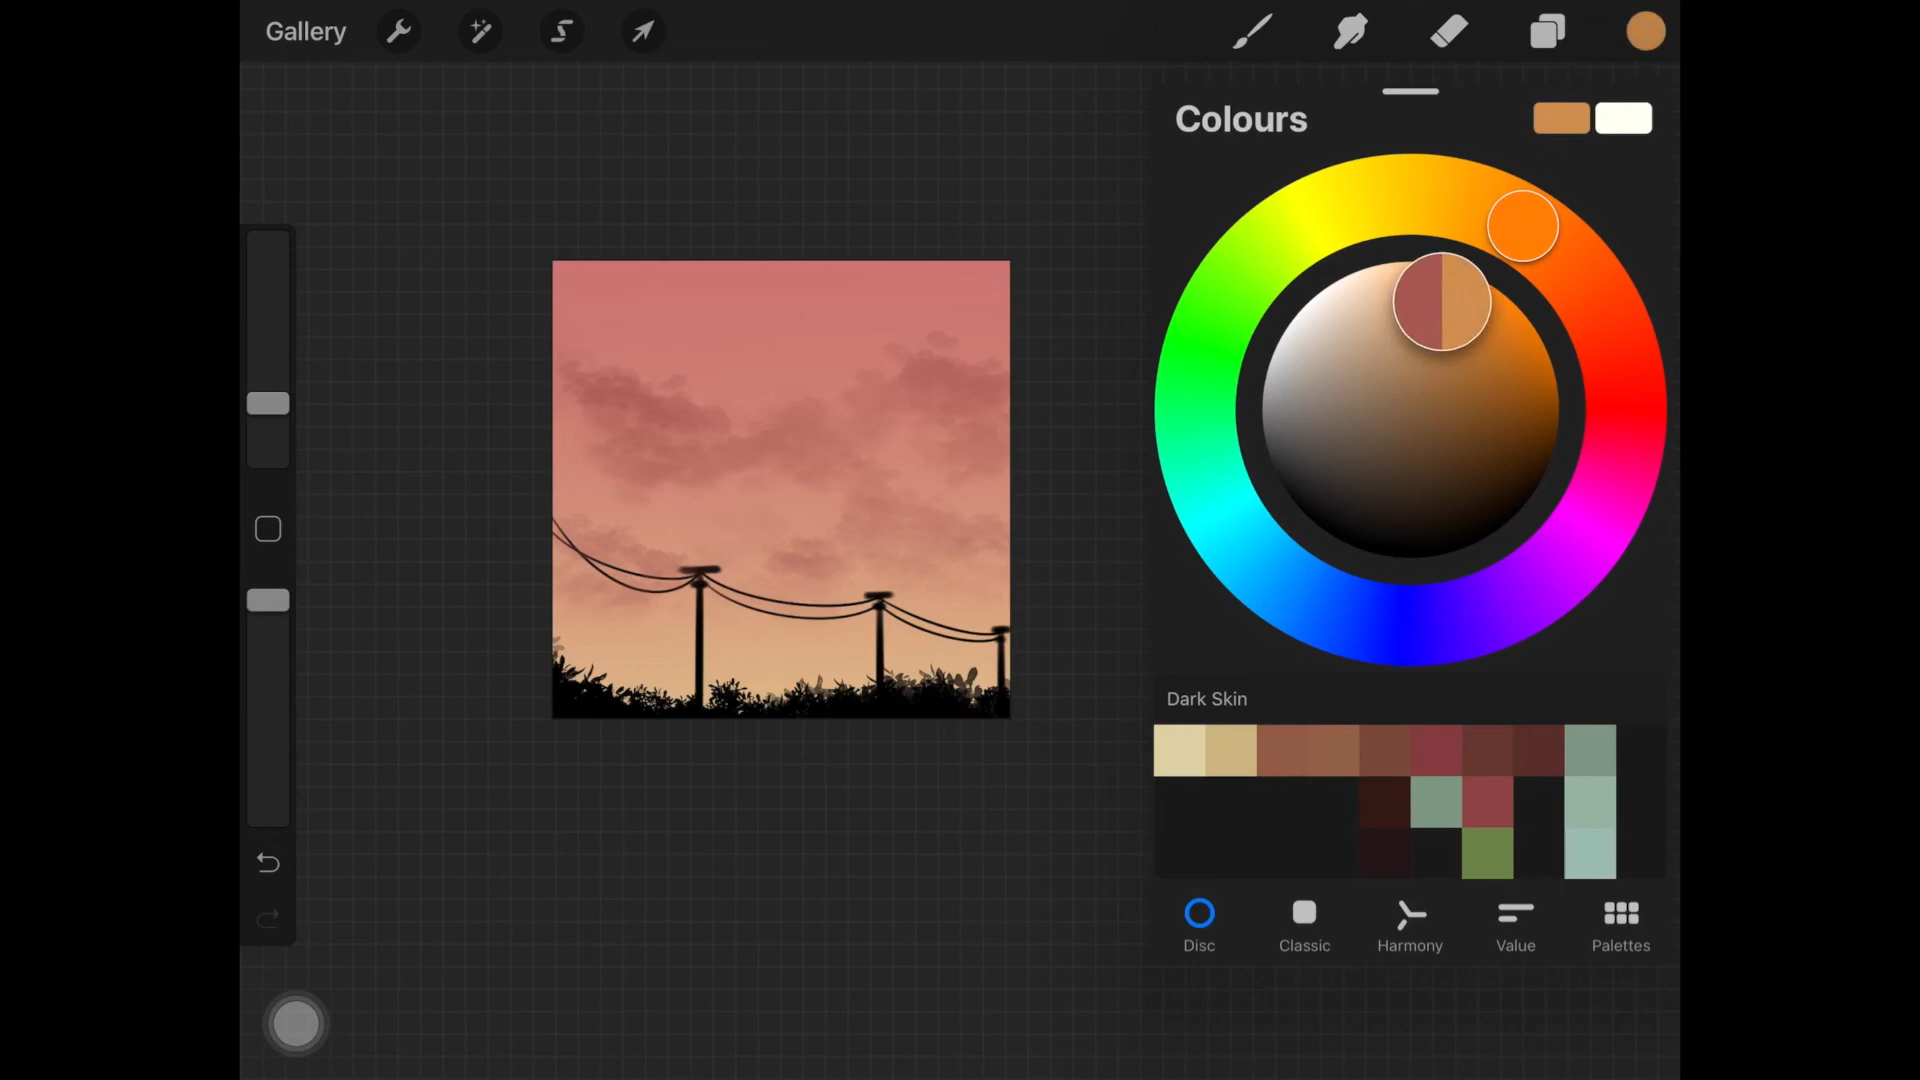 Gallery
Colours
Dark Skin
Disc
Classic
Harmony
Value
Palettes